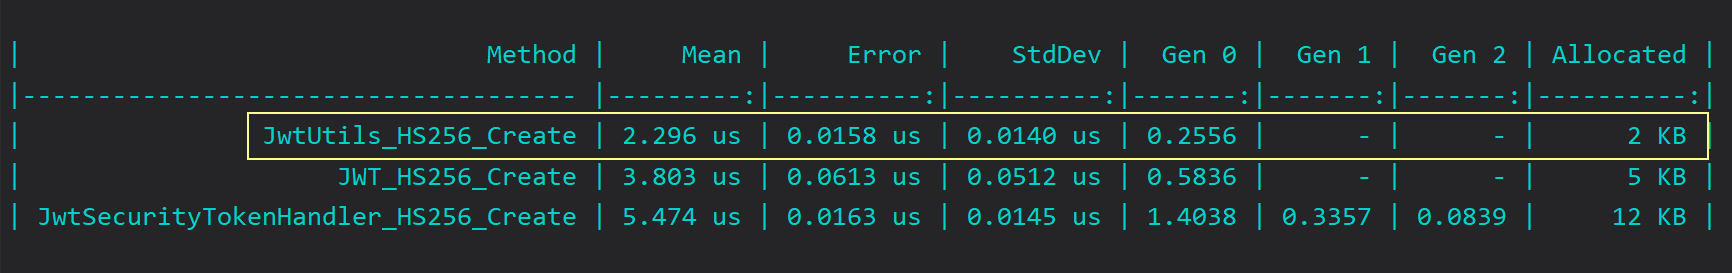 | Method | Mean | Error | StdDev | Gen 0 | Gen 1 | Gen 2 | Allocated |
|------------------------------------- |---------:|----------:|----------:|-------:|-------:|-------:|----------:|
| JwtUtils_HS256_Create | 2.296 us | 0.0158 us | 0.0140 us | 0.2556 | - | - | 2 KB |
| JWT_HS256_Create | 3.803 us | 0.0613 us | 0.0512 us | 0.5836 | - | - | 5 KB |
| JwtSecurityTokenHandler_HS256_Create | 5.474 us | 0.0163 us | 0.0145 us | 1.4038 | 0.3357 | 0.0839 | 12 KB |